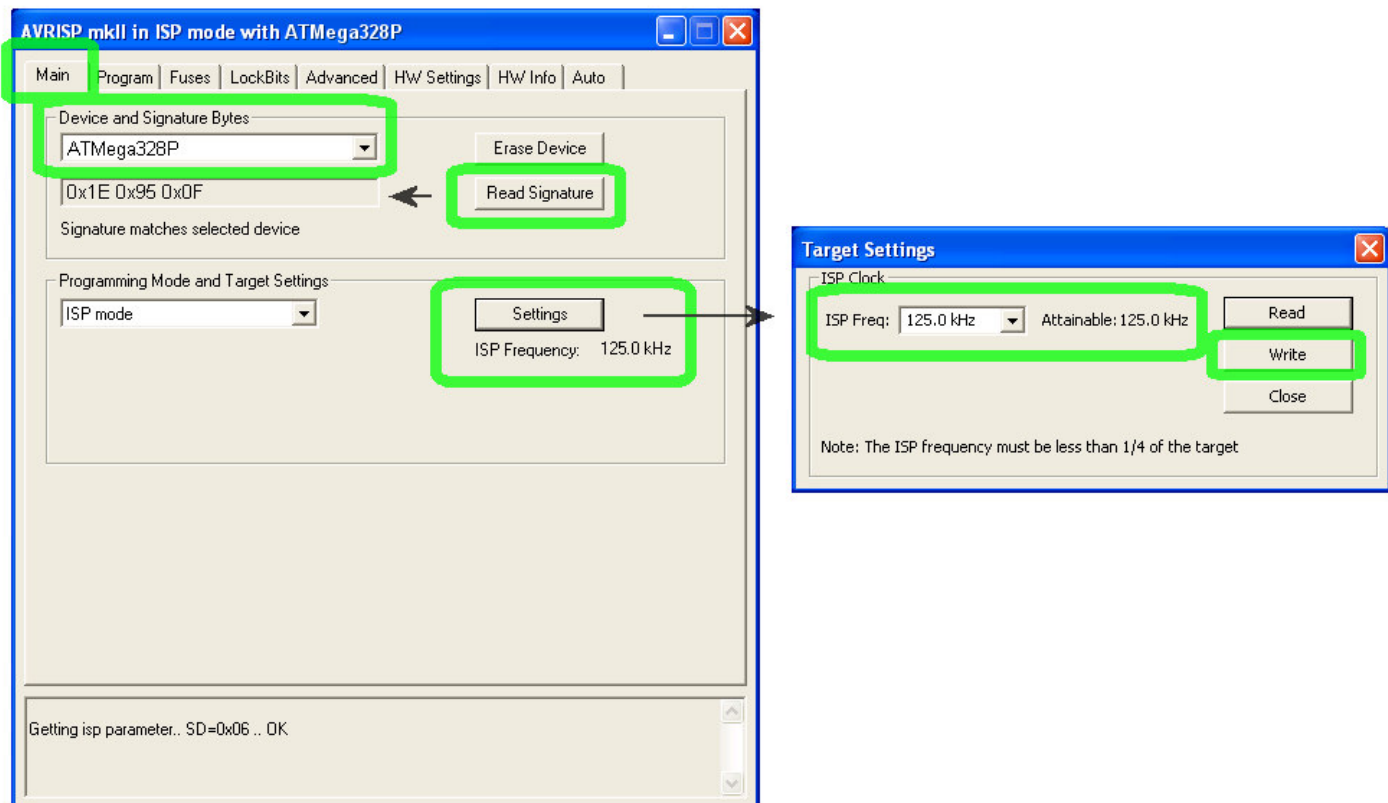 AVRISP mkII in ISP mode with ATMega328P
Main Program Fuses LockBits Advanced HW Settings HW Info Auto
Device and Signature Bytes
ATMega328P Erase Device
0x1E 0x95 0x0F Read Signature
Signature matches selected device
Programming Mode and Target Settings
ISP mode Settings
ISP Frequency: 125.0 kHz
Getting isp parameter.. SD=0x06 .. OK
Target Settings
ISP Clock
ISP Freq: 125.0 kHz Attainable: 125.0 kHz Read
Write
Close
Note: The ISP frequency must be less than 1/4 of the target